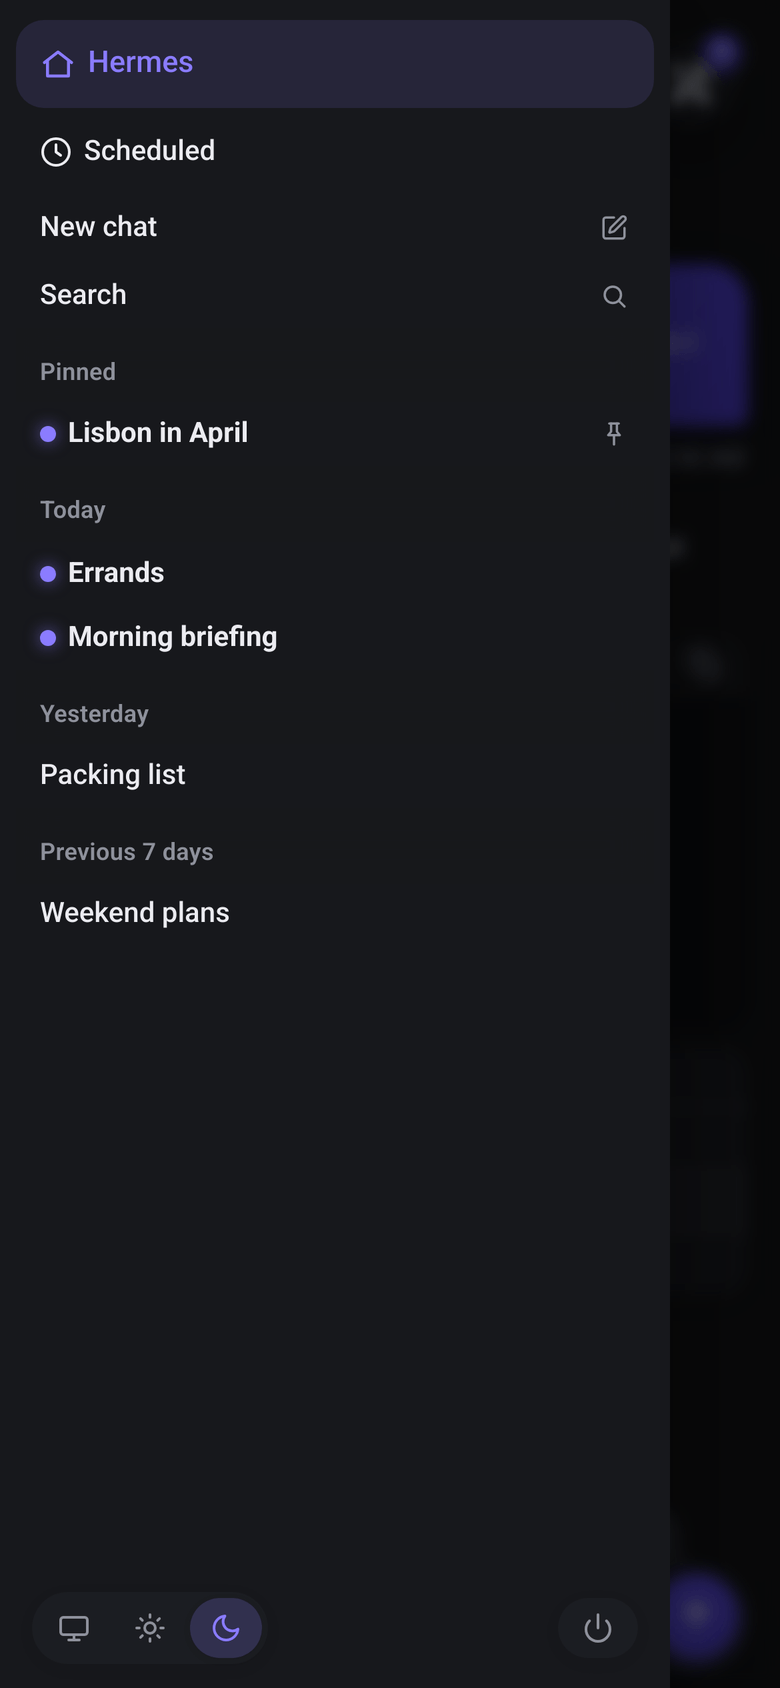 Hermes
Scheduled
New chat
Search
Pinned
Lisbon in April
Today
Errands
Morning briefing
Yesterday
Packing list
Previous 7 days
Weekend plans